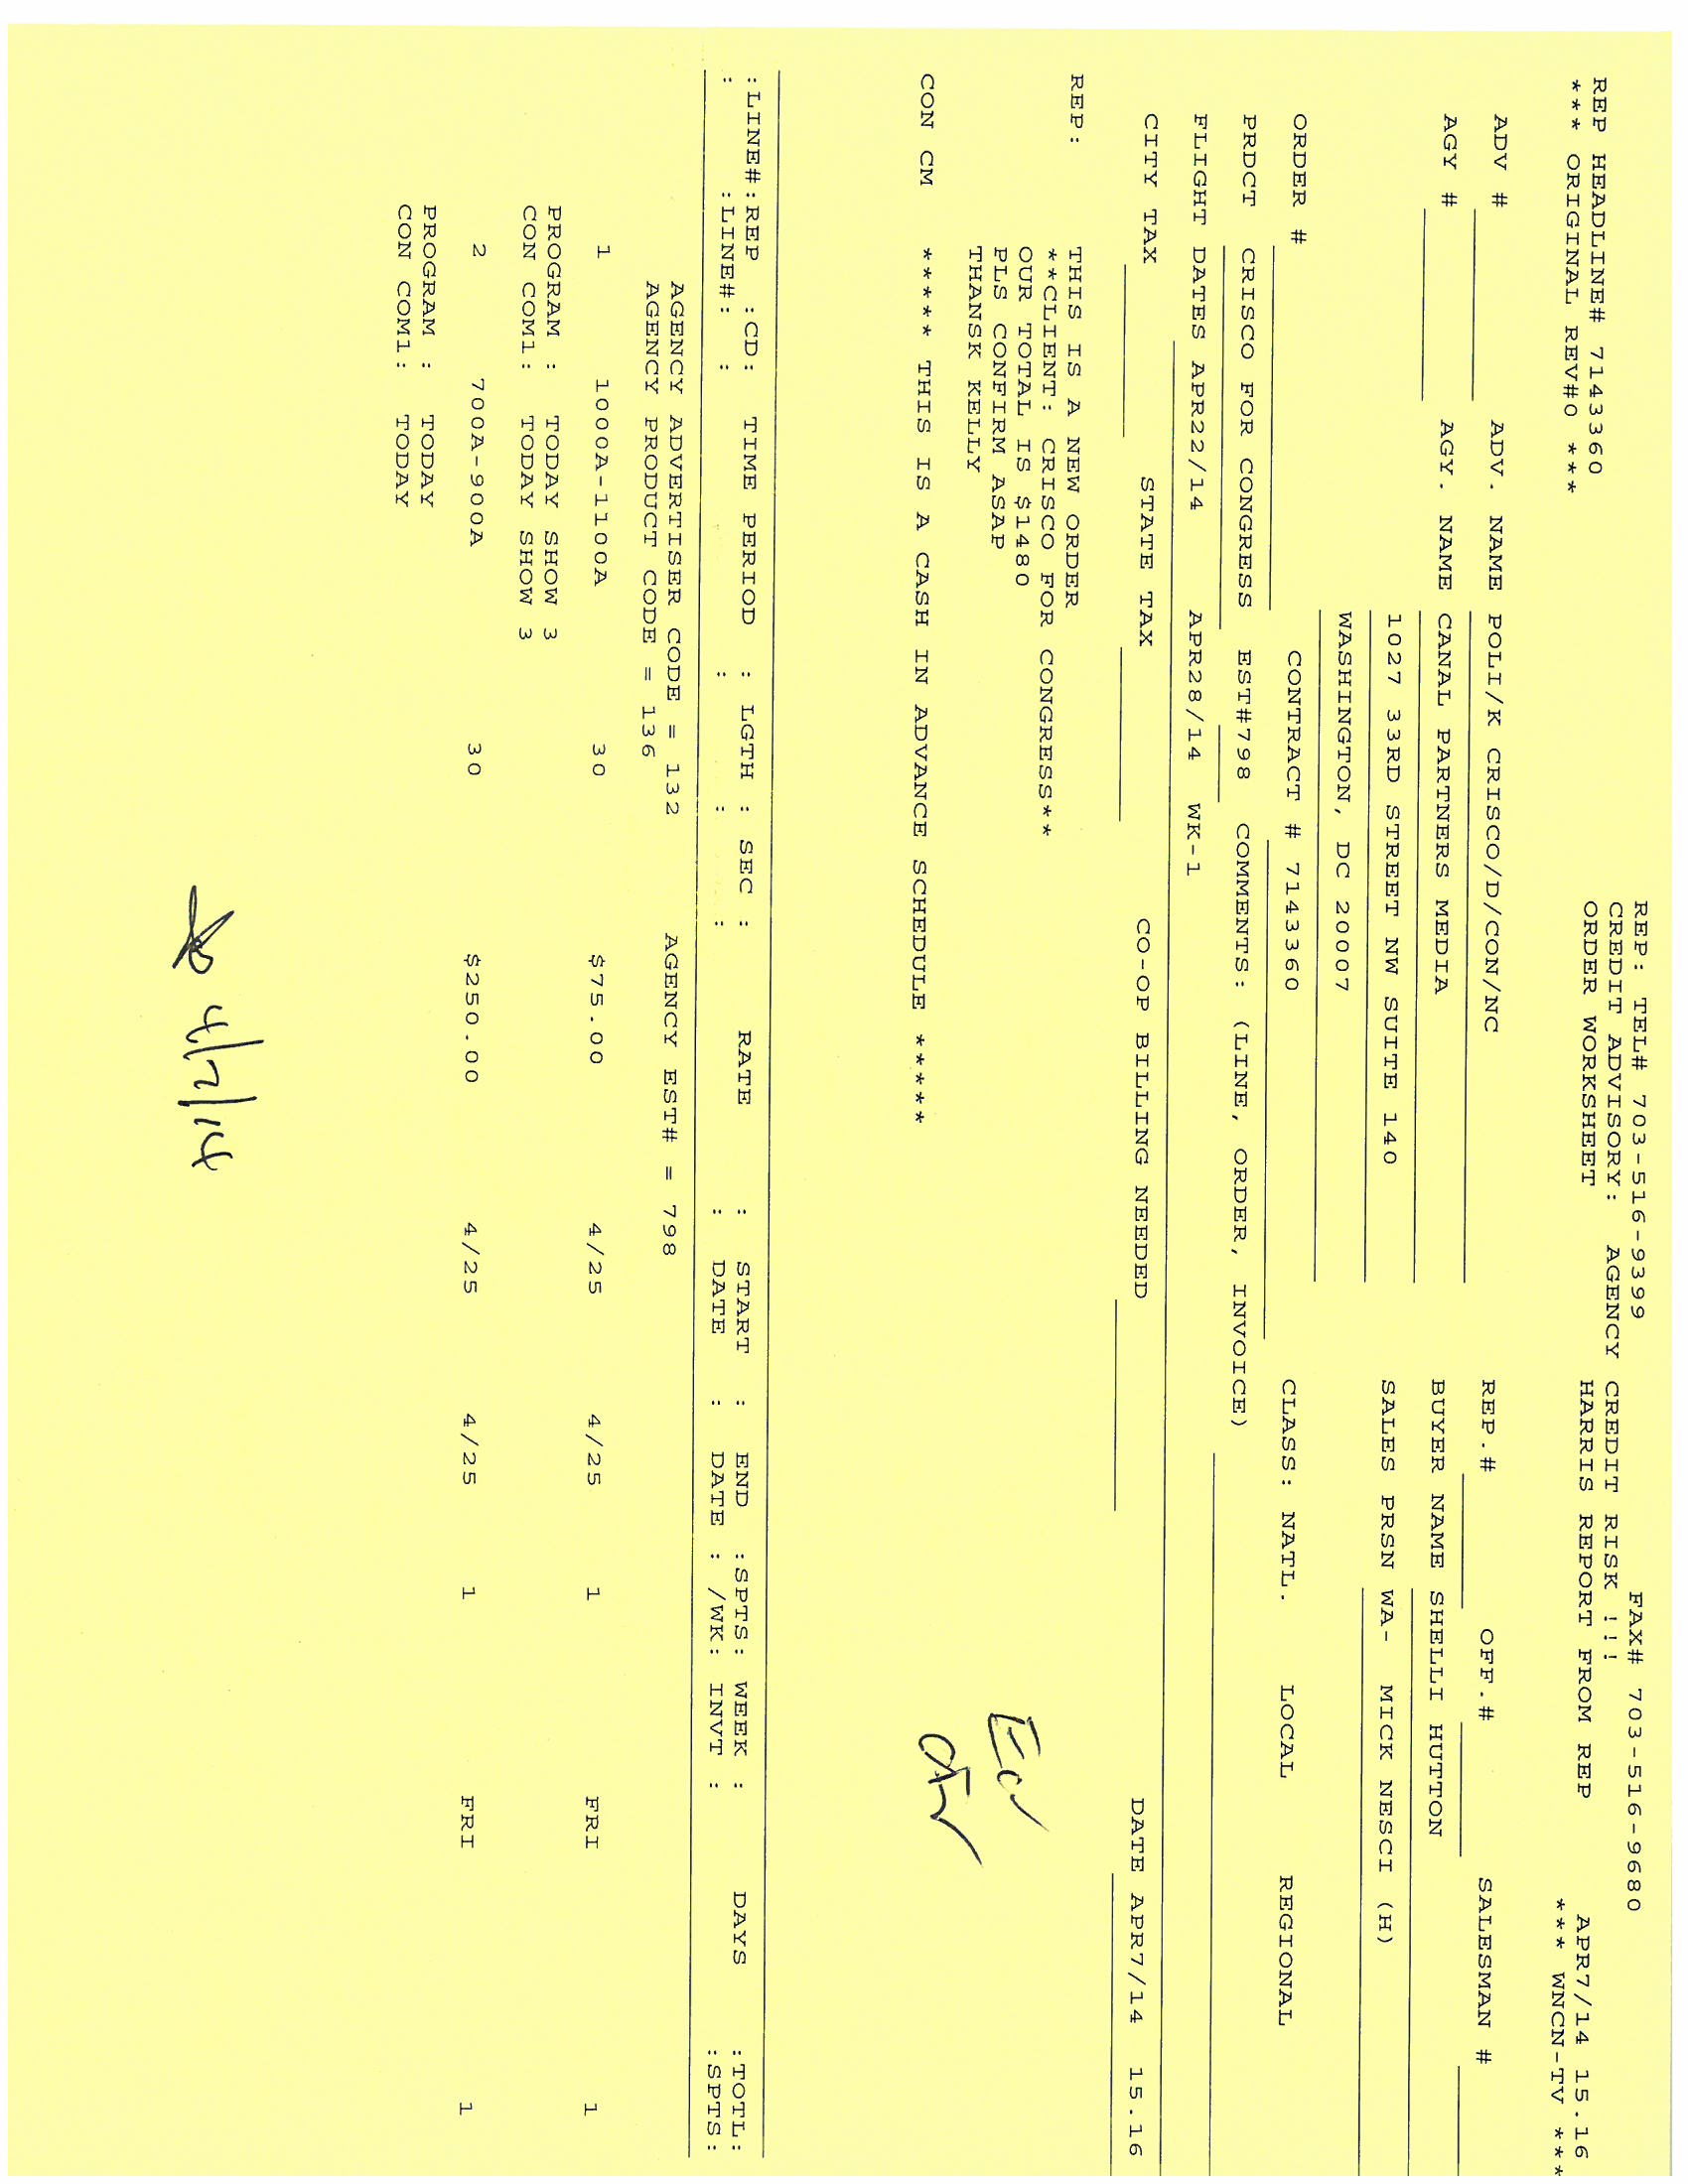 REP: TEL# 703-516-9399 FAX# 703-516-9680
CREDIT ADVISORY: AGENCY CREDIT RISK !!!
REP HEADLINE# 7143360 ORDER WORKSHEET HARRIS REPORT FROM REP APR7/14 15.16
*** ORIGINAL REV#0 *** *** WNCN-TV ***
ADV # ADV. NAME POLI/K CRISCO/D/CON/NC REP.# OFF.# SALESMAN #
AGY # AGY. NAME CANAL PARTNERS MEDIA BUYER NAME SHELLI HUTTON
1027 33RD STREET NW SUITE 140 SALES PRSN WA- MICK NESCI (H)
WASHINGTON, DC 20007
ORDER # CONTRACT # 7143360 CLASS: NATL. LOCAL REGIONAL
PRDCT CRISCO FOR CONGRESS EST#798 COMMENTS: (LINE, ORDER, INVOICE)
FLIGHT DATES APR22/14 APR28/14 WK-1
CITY TAX STATE TAX CO-OP BILLING NEEDED DATE APR7/14 15.16
REP: THIS IS A NEW ORDER
**CLIENT: CRISCO FOR CONGRESS**
OUR TOTAL IS $1480
PLS CONFIRM ASAP
THANSK KELLY
CON CM ***** THIS IS A CASH IN ADVANCE SCHEDULE *****
:LINE#:REP :CD: TIME PERIOD : LGTH : SEC : RATE : START : END :SPTS: WEEK : DAYS :TOTL:
: :LINE#: : : : : : DATE : DATE : /WK: INVT : :SPTS:
AGENCY ADVERTISER CODE = 132 AGENCY EST# = 798
AGENCY PRODUCT CODE = 136
1 1000A-1100A 30 $75.00 4/25 4/25 1 FRI 1
PROGRAM : TODAY SHOW 3
CON COM1: TODAY SHOW 3
2 700A-900A 30 $250.00 4/25 4/25 1 FRI 1
PROGRAM : TODAY
CON COM1: TODAY
4/7/14